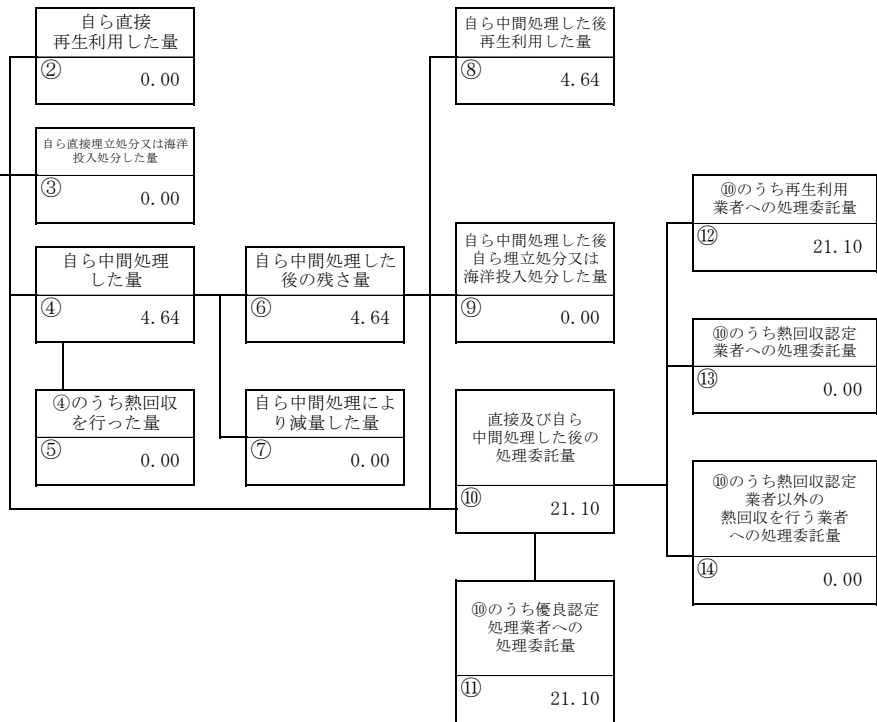 自ら直接
再生利用した量
②
0.00
自ら直接埋立処分又は海洋
投入処分した量
③
0.00
自ら中間処理
した量
④
4.64
④のうち熱回収
を行った量
⑤
0.00
自ら中間処理した
後の残さ量
⑥
4.64
自ら中間処理によ
り減量した量
⑦
0.00
自ら中間処理した後
再生利用した量
⑧
4.64
自ら中間処理した後
自ら埋立処分又は
海洋投入処分した量
⑨
0.00
直接及び自ら
中間処理した後の
処理委託量
⑩
21.10
⑩のうち優良認定
処理業者への
処理委託量
⑪
21.10
⑩のうち再生利用
業者への処理委託量
⑫
21.10
⑩のうち熱回収認定
業者への処理委託量
⑬
0.00
⑩のうち熱回収認定
業者以外の
熱回収を行う業者
への処理委託量
⑭
0.00